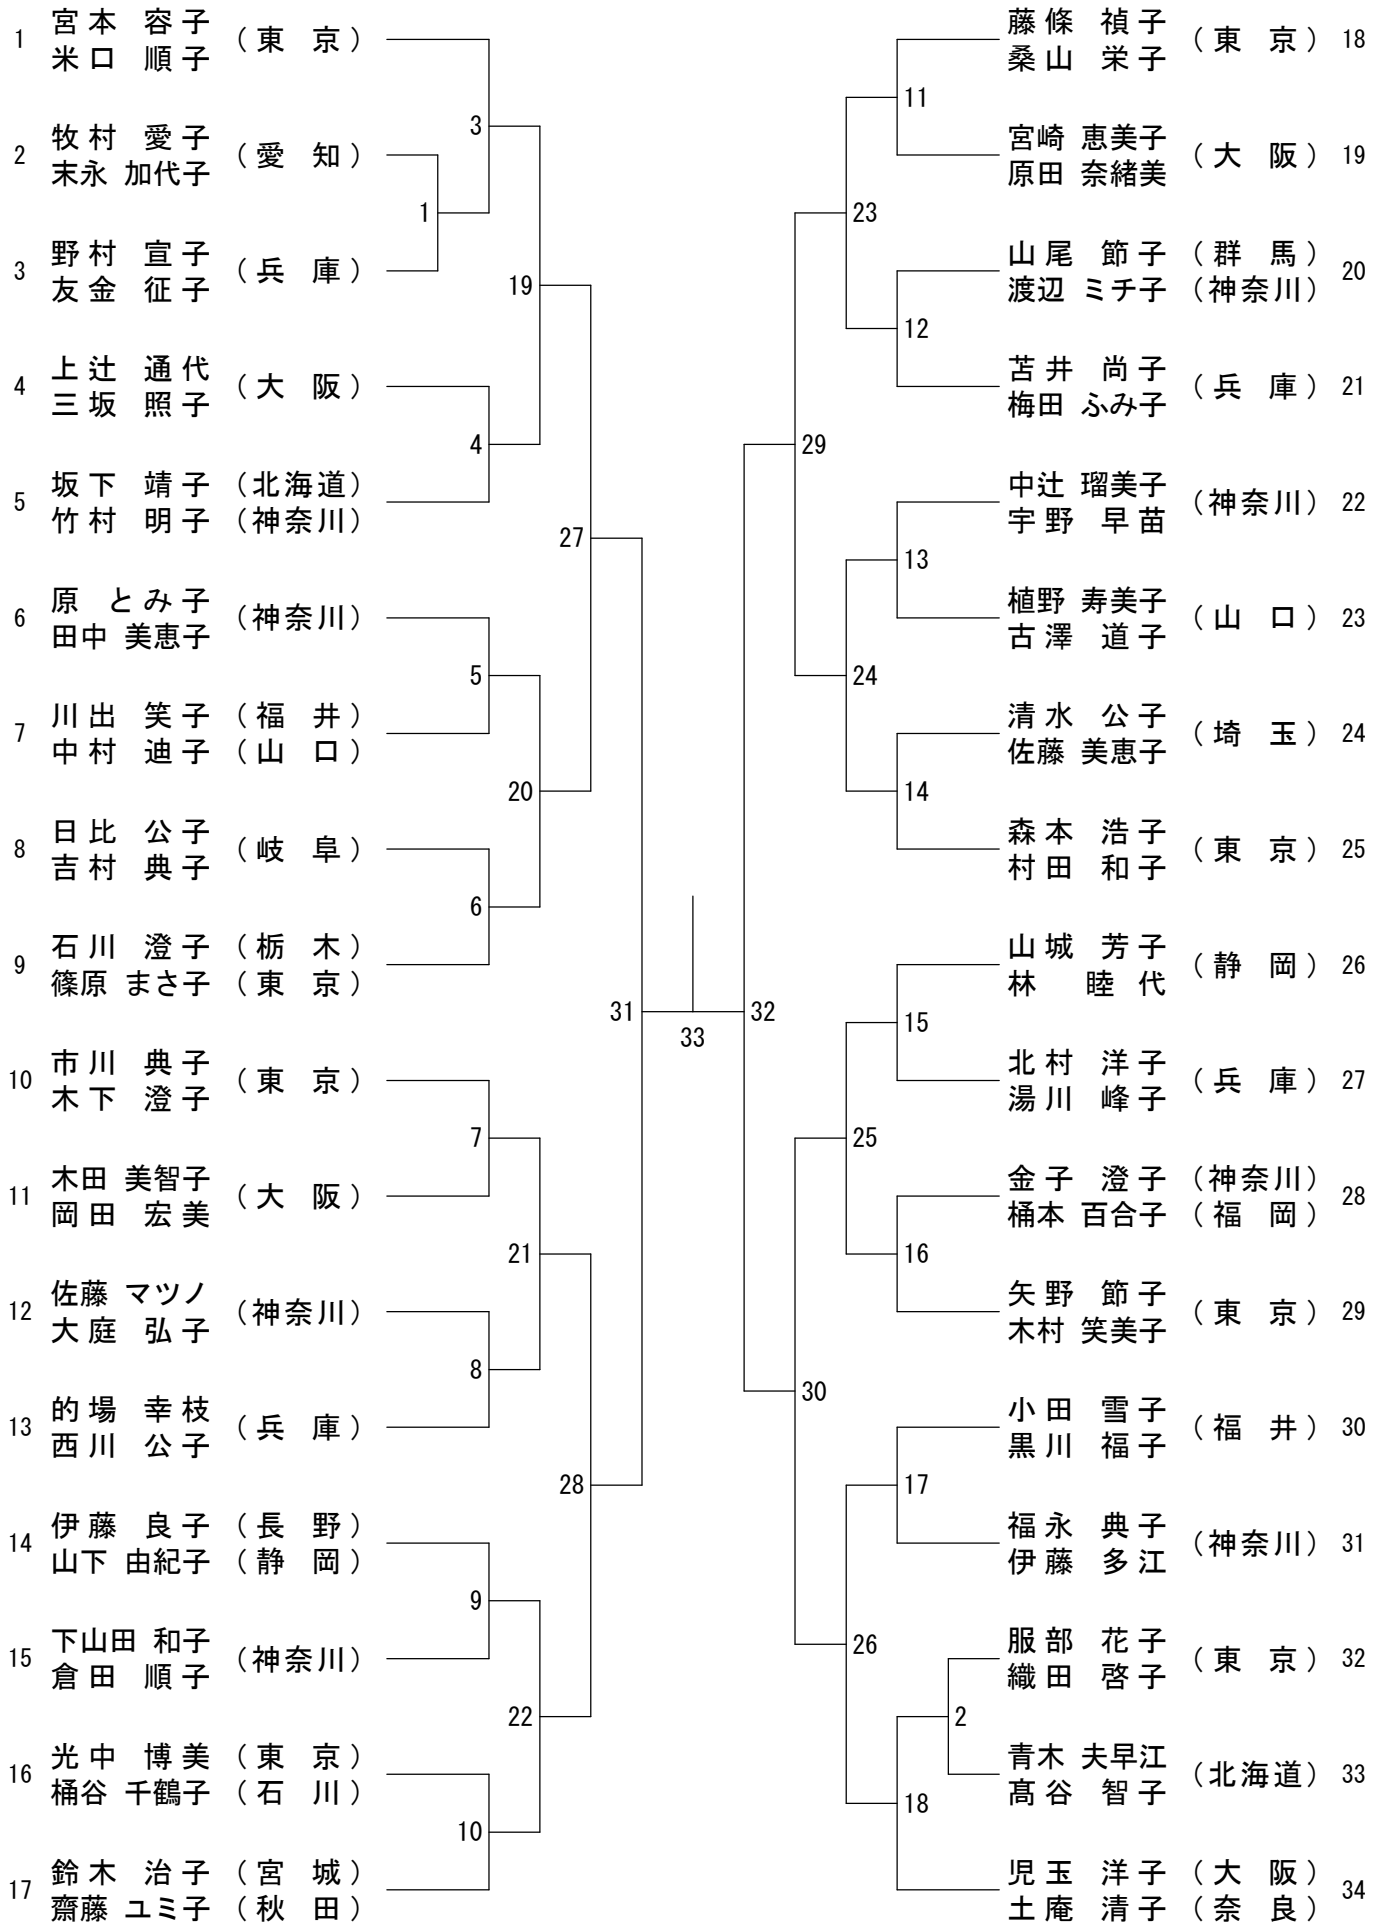 1 宮本 容子 米口 順子 （東 京）
2 牧村 愛子 末永 加代子 （愛 知）
3 野村 宣子 友金 征子 （兵 庫）
4 上辻 通代 三坂 照子 （大 阪）
5 坂下 靖子 （北海道） 竹村 明子 （神奈川）
6 原 とみ子 田中 美恵子 （神奈川）
7 川出 笑子 （福 井） 中村 迪子 （山 口）
8 日比 公子 吉村 典子 （岐 阜）
9 石川 澄子 （栃 木） 篠原 まさ子 （東 京）
10 市川 典子 木下 澄子 （東 京）
11 木田 美智子 岡田 宏美 （大 阪）
12 佐藤 マツノ 大庭 弘子 （神奈川）
13 的場 幸枝 西川 公子 （兵 庫）
14 伊藤 良子 （長 野） 山下 由紀子 （静 岡）
15 下山田 和子 倉田 順子 （神奈川）
16 光中 博美 （東 京） 桶谷 千鶴子 （石 川）
17 鈴木 治子 （宮 城） 齋藤 ユミ子 （秋 田）
3
1
19
4
27
5
20
6
31
7
21
8
28
9
22
10
33
32
11
23
12
29
13
24
14
15
25
16
30
17
26
2
18
藤條 禎子 桑山 栄子 （東 京） 18
宮崎 恵美子 原田 奈緒美 （大 阪） 19
山尾 節子 （群 馬） 渡辺 ミチ子 （神奈川） 20
苫井 尚子 梅田 ふみ子 （兵 庫） 21
中辻 瑠美子 宇野 早苗 （神奈川） 22
植野 寿美子 古澤 道子 （山 口） 23
清水 公子 佐藤 美恵子 （埼 玉） 24
森本 浩子 村田 和子 （東 京） 25
山城 芳子 林 睦代 （静 岡） 26
北村 洋子 湯川 峰子 （兵 庫） 27
金子 澄子 （神奈川） 桶本 百合子 （福 岡） 28
矢野 節子 木村 笑美子 （東 京） 29
小田 雪子 黒川 福子 （福 井） 30
福永 典子 伊藤 多江 （神奈川） 31
服部 花子 織田 啓子 （東 京） 32
青木 夫早江 髙谷 智子 （北海道） 33
児玉 洋子 （大 阪） 土庵 清子 （奈 良） 34